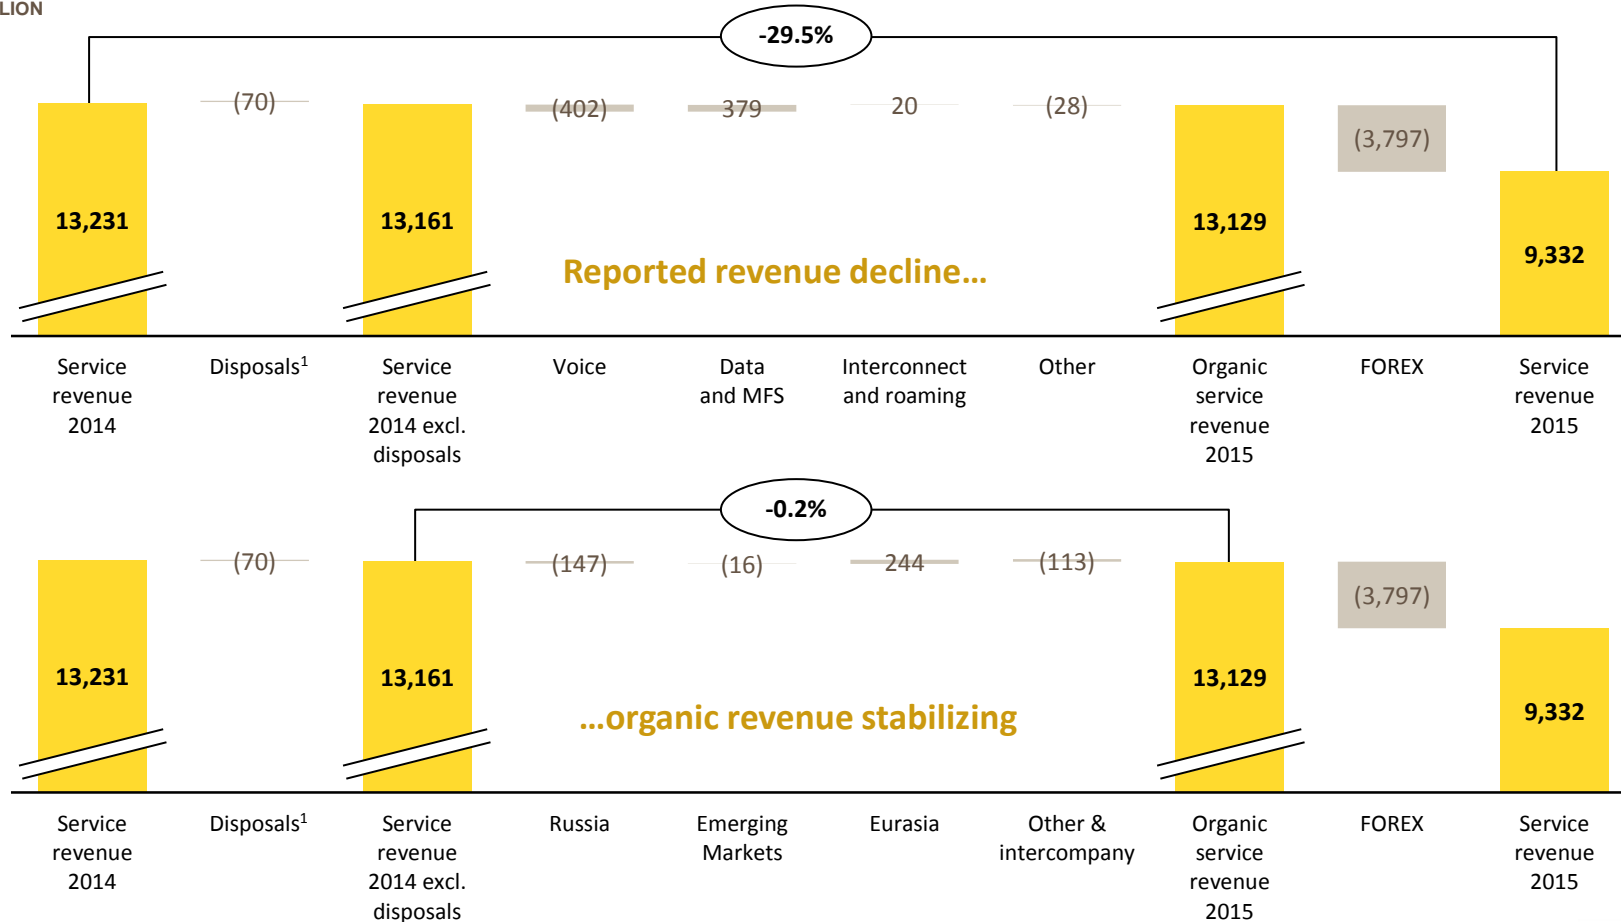 LION
-29.5%
(70) (402) 379 20 (28) (3,797)
13,231 13,161 13,129 9,332
Reported revenue decline…
Service revenue 2014
Disposals1
Service revenue 2014 excl. disposals
Voice
Data and MFS
Interconnect and roaming
Other
Organic service revenue 2015
FOREX
Service revenue 2015
-0.2%
(70) (147) (16) 244 (113) (3,797)
13,231 13,161 13,129 9,332
…organic revenue stabilizing
Service revenue 2014
Disposals1
Service revenue 2014 excl. disposals
Russia
Emerging Markets
Eurasia
Other & intercompany
Organic service revenue 2015
FOREX
Service revenue 2015